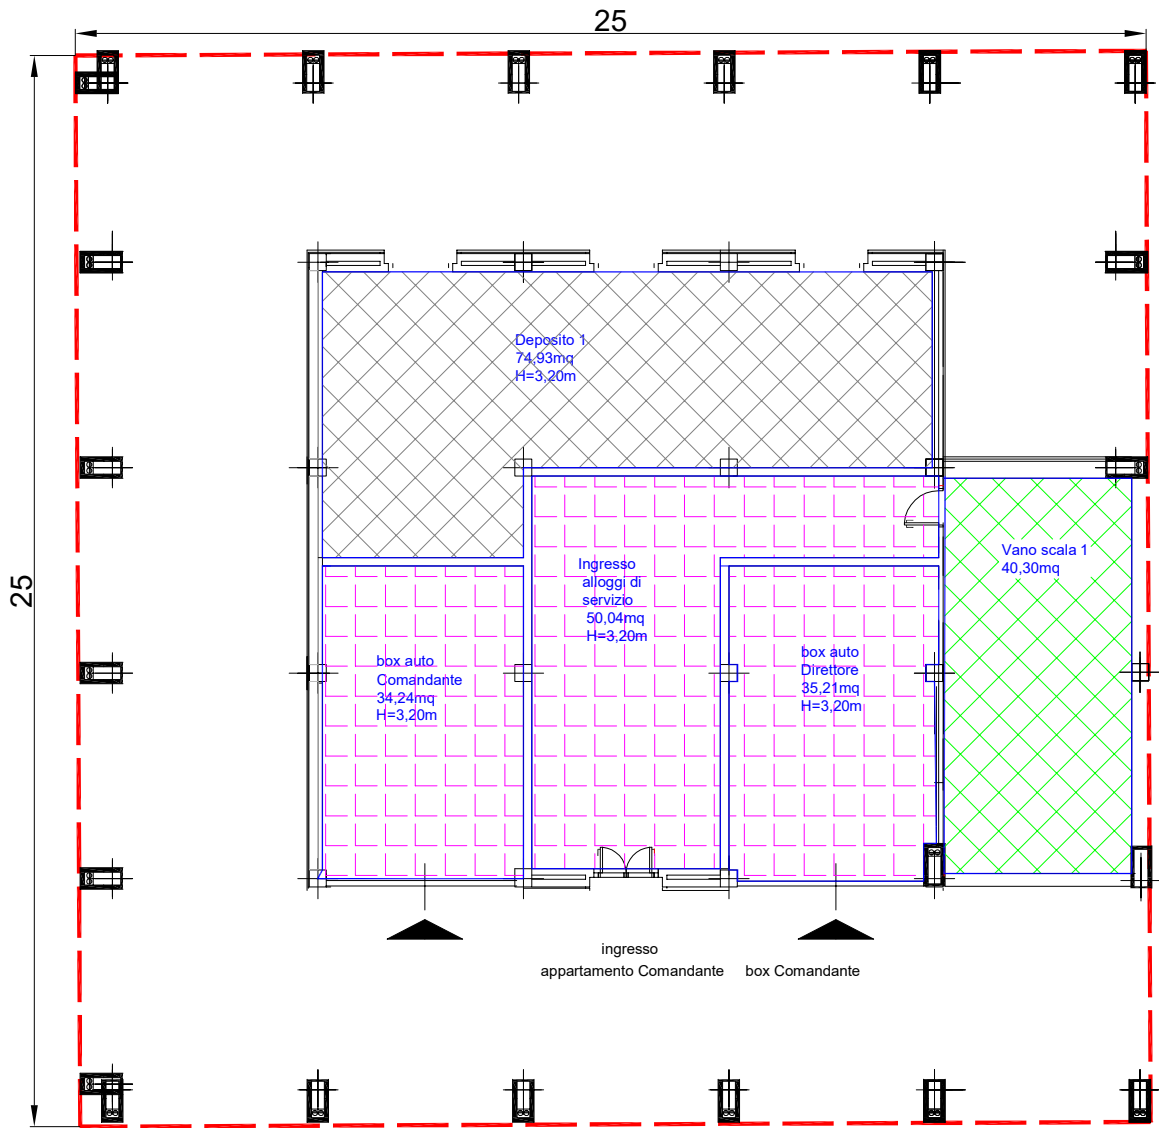 25
25
Deposito 1
74,93mq
H=3,20m
Ingresso
alloggi di
servizio
50,04mq
H=3,20m
Vano scala 1
40,30mq
box auto
Comandante
34,24mq
H=3,20m
box auto
Direttore
35,21mq
H=3,20m
ingresso
appartamento Comandante
box Comandante